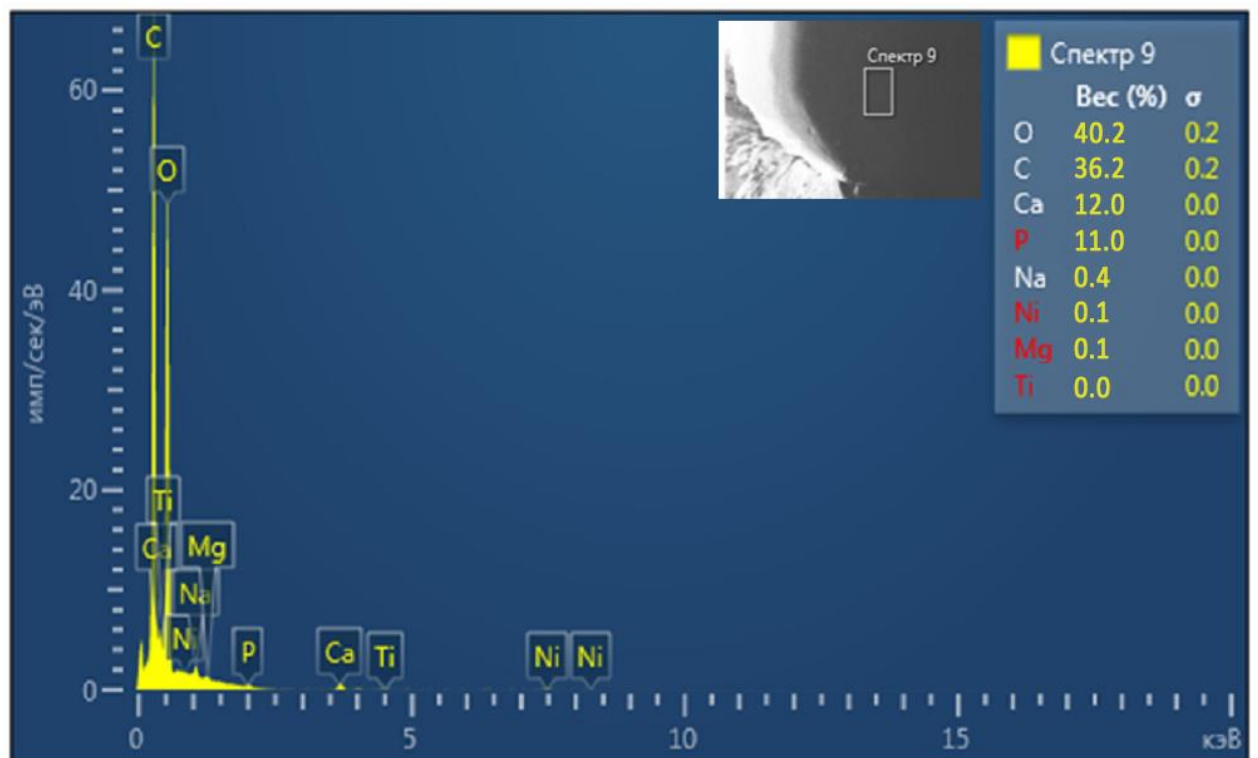 C
O
Ti
Ca
Mg
Na
Ni
P
Ca
Ti
Ni
Ni
60
40
20
0
имп/сек/эВ
0
5
10
15
кэВ
Спектр 9
Спектр 9
Вес (%) σ
O 40.2 0.2
C 36.2 0.2
Ca 12.0 0.0
P 11.0 0.0
Na 0.4 0.0
Ni 0.1 0.0
Mg 0.1 0.0
Ti 0.0 0.0